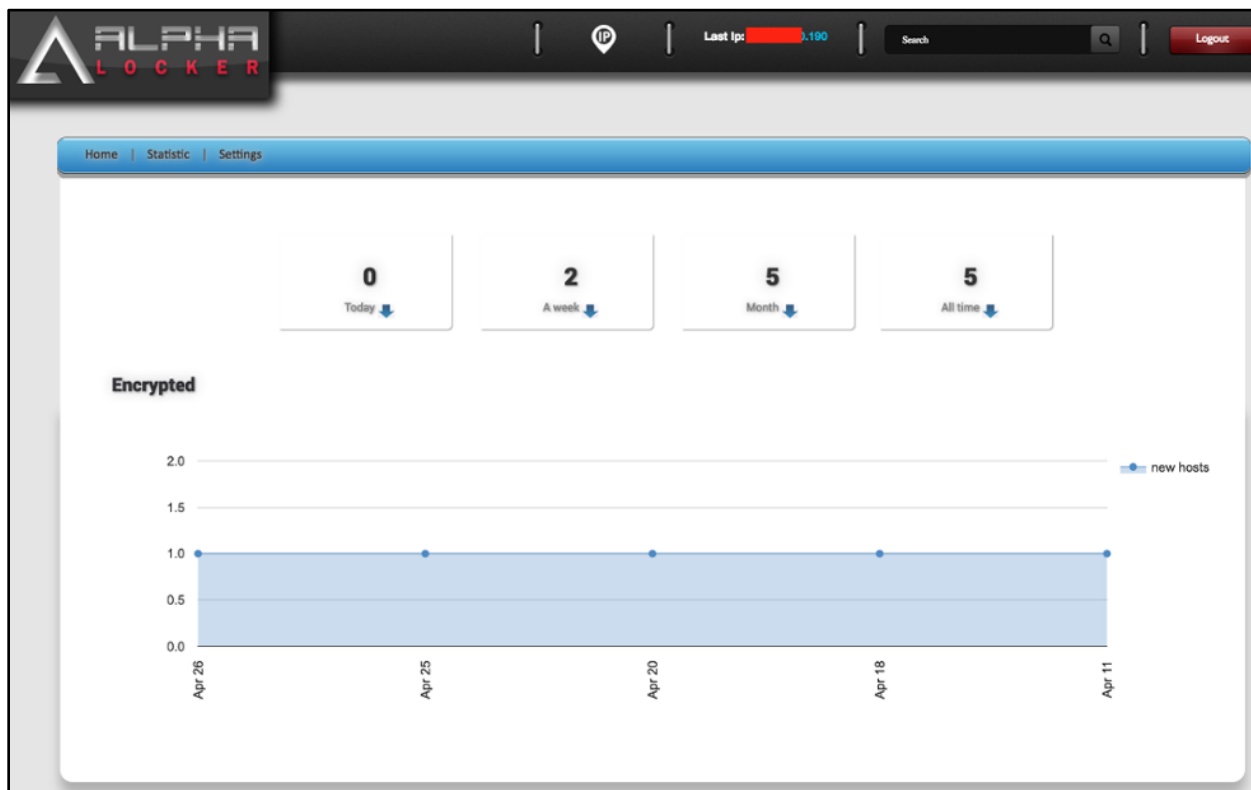 ALPHA
LOCKER
IP
Last Ip: 0.190
Search
Logout
Home | Statistic | Settings
0
Today
2
A week
5
Month
5
All time
Encrypted
2.0
1.5
1.0
0.5
0.0
new hosts
Apr 26
Apr 25
Apr 20
Apr 18
Apr 11